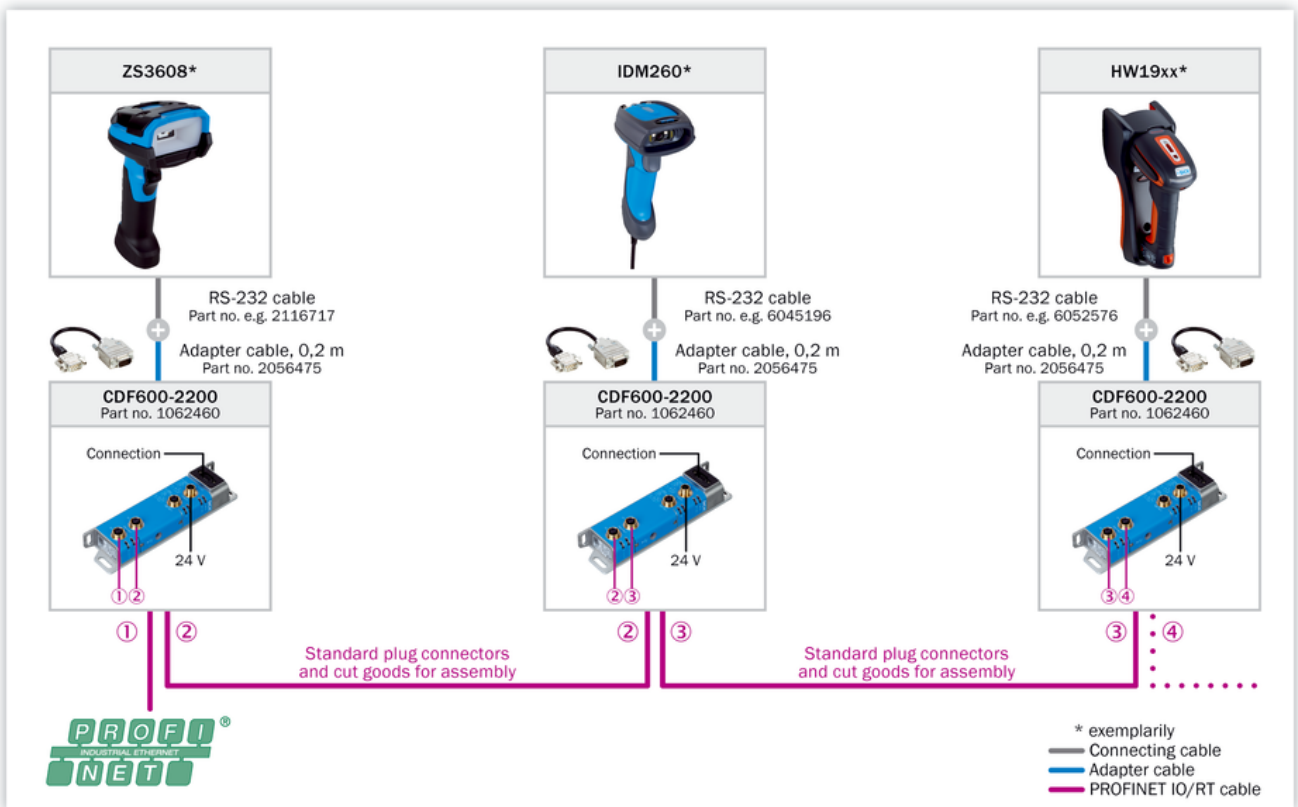 ZS3608*
RS-232 cable
Part no. e.g. 2116717
Adapter cable, 0,2 m
Part no. 2056475
CDF600-2200
Part no. 1062460
Connection
24 V
①②
①
②
IDM260*
RS-232 cable
Part no. e.g. 6045196
Adapter cable, 0,2 m
Part no. 2056475
CDF600-2200
Part no. 1062460
Connection
24 V
②③
②
③
HW19xx*
RS-232 cable
Part no. e.g. 6052576
Adapter cable, 0,2 m
Part no. 2056475
CDF600-2200
Part no. 1062460
Connection
24 V
③④
③
④
Standard plug connectors
and cut goods for assembly
Standard plug connectors
and cut goods for assembly
PROFI®
INDUSTRIAL ETHERNET
NET
* exemplarily
Connecting cable
Adapter cable
PROFINET IO/RT cable